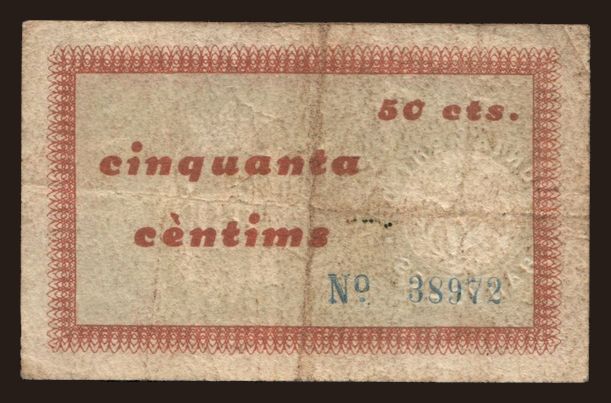 50 cts.
cinquanta
cèntims
Nº 38972